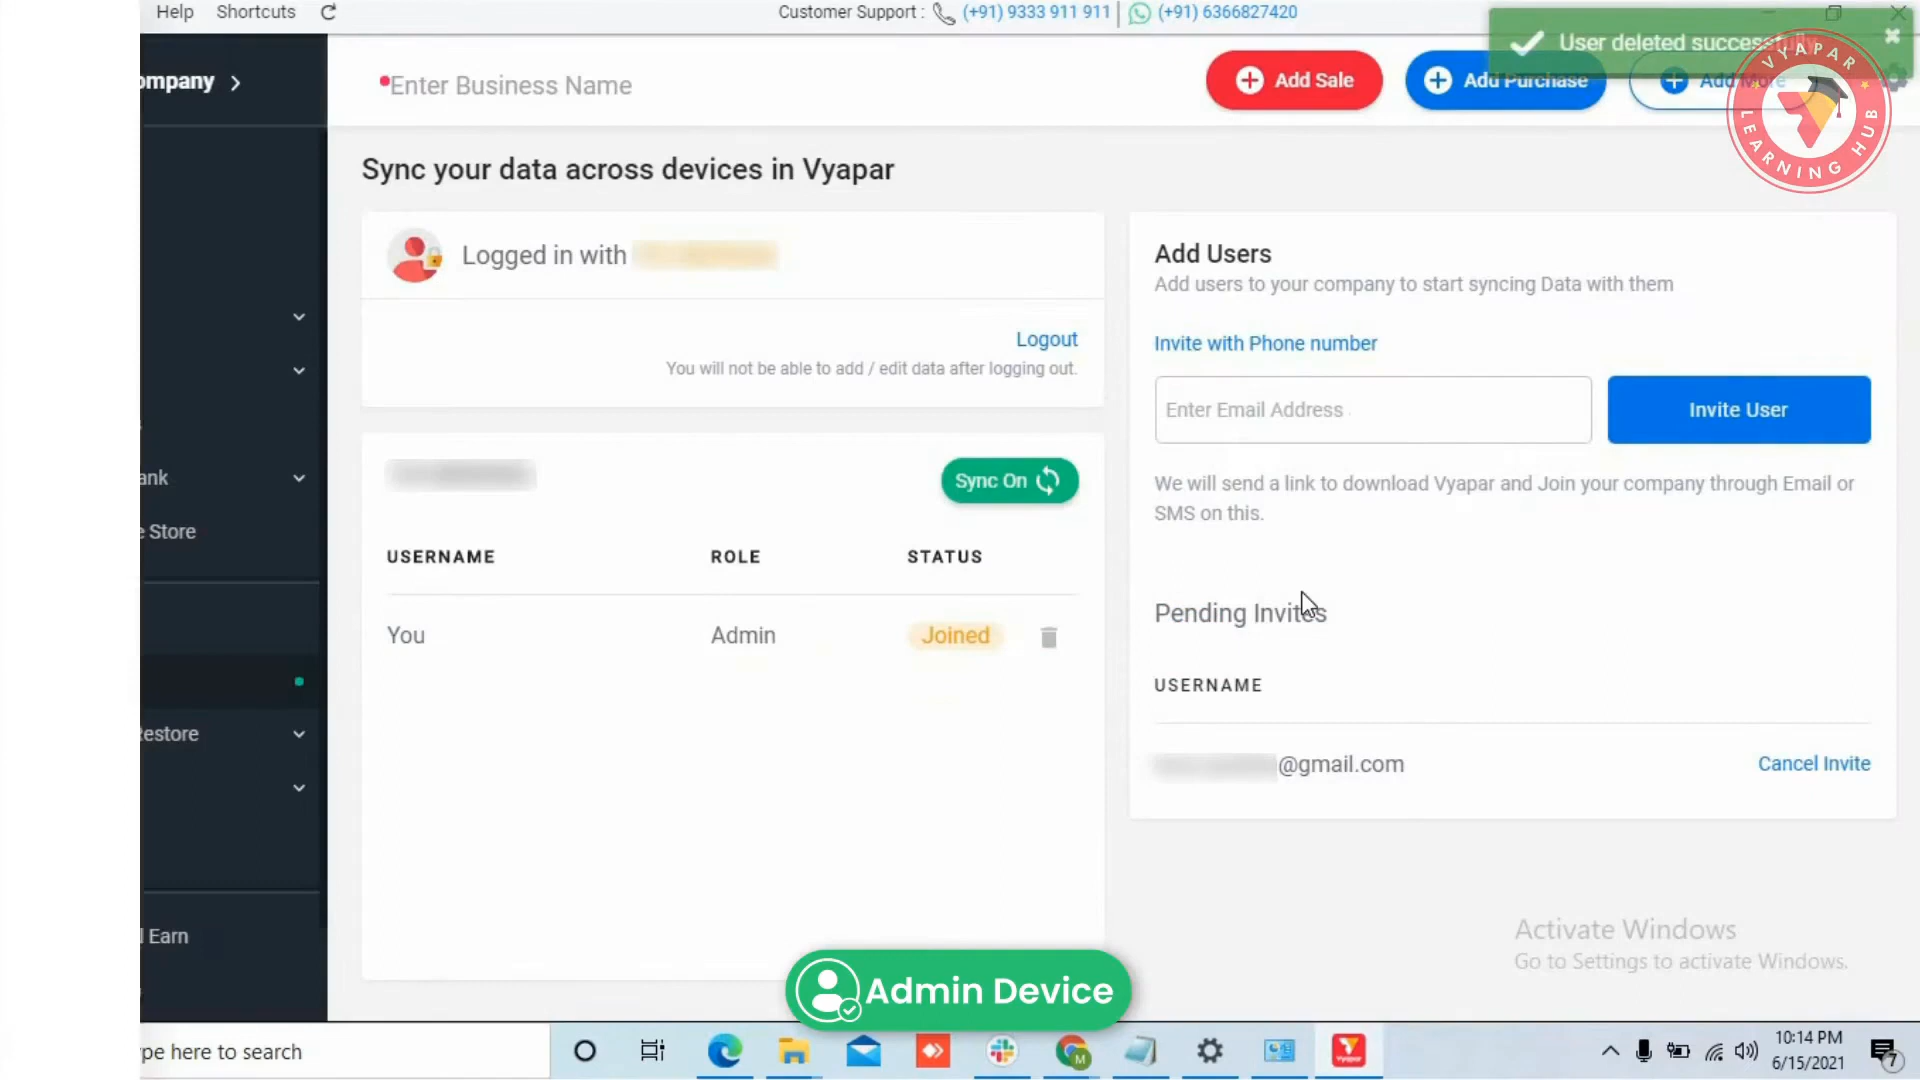 Help Shortcuts
Customer Support : (+91) 9333 911 911 (+91) 6366827420
User deleted
ompany
Enter Business Name
Add Sale
Add Purchase
Add More
VYAPAR
LEARNING HUB
Sync your data across devices in Vyapar
Logged in with
Logout
You will not be able to add / edit data after logging out.
Add Users
Add users to your company to start syncing Data with them
Invite with Phone number
Enter Email Address
Invite User
We will send a link to download Vyapar and Join your company through Email or
SMS on this.
Sync On
USERNAME ROLE STATUS
You Admin Joined
Pending Invites
USERNAME
@gmail.com
Cancel Invite
ank
e Store
estore
l Earn
Activate Windows
Go to Settings to activate Windows.
Admin Device
pe here to search
10:14 PM
6/15/2021
7